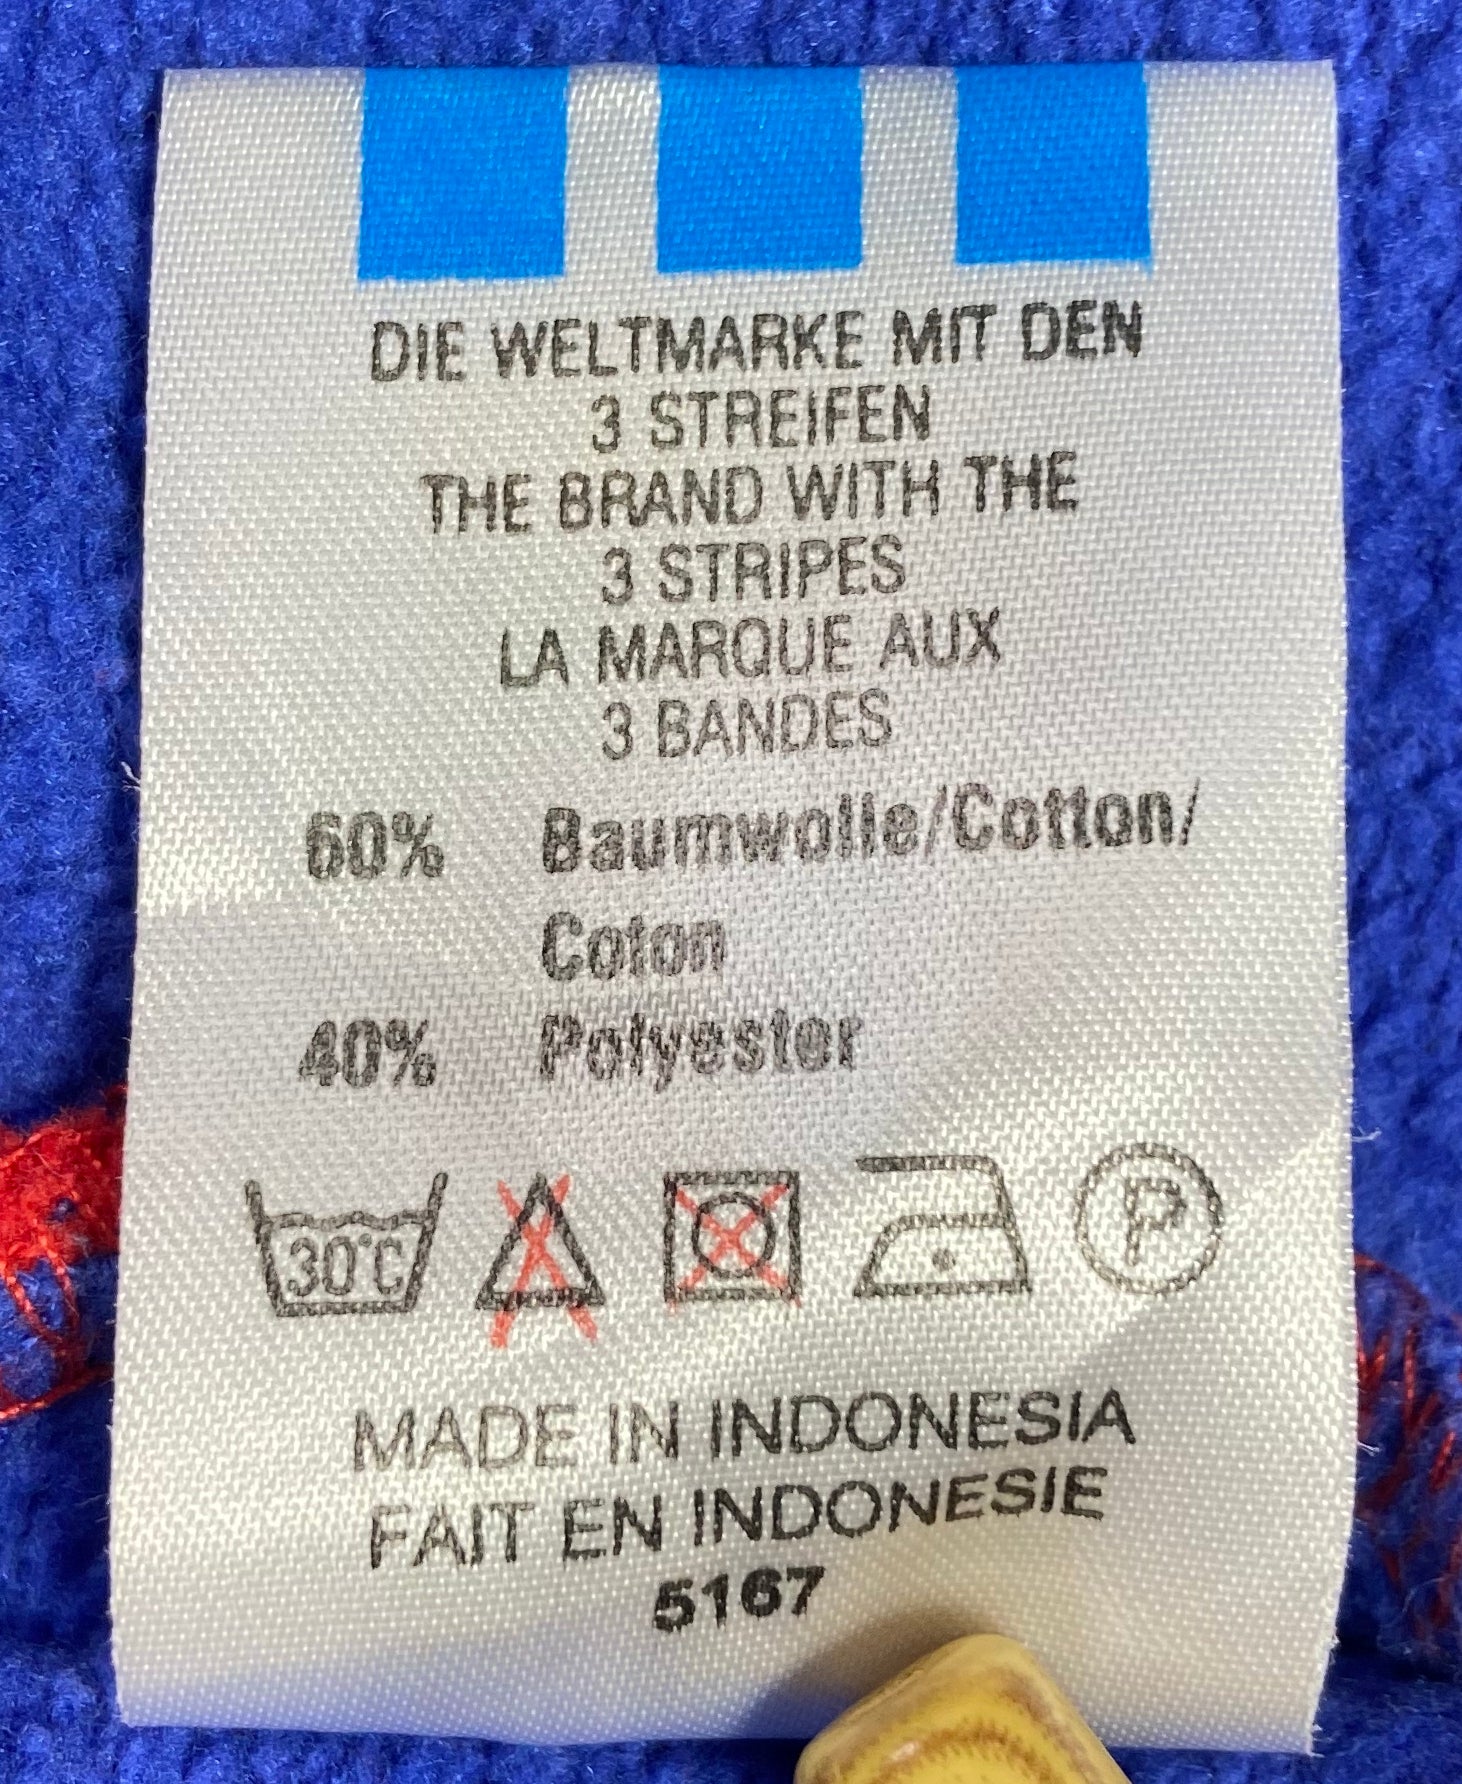 DIE WELTMARKE MIT DEN
3 STREIFEN
THE BRAND WITH THE
3 STRIPES
LA MARQUE AUX
3 BANDES
60% Baumwolle/Cotton/
Coton
40% Polyester
30°C P
MADE IN INDONESIA
FAIT EN INDONESIE
5167